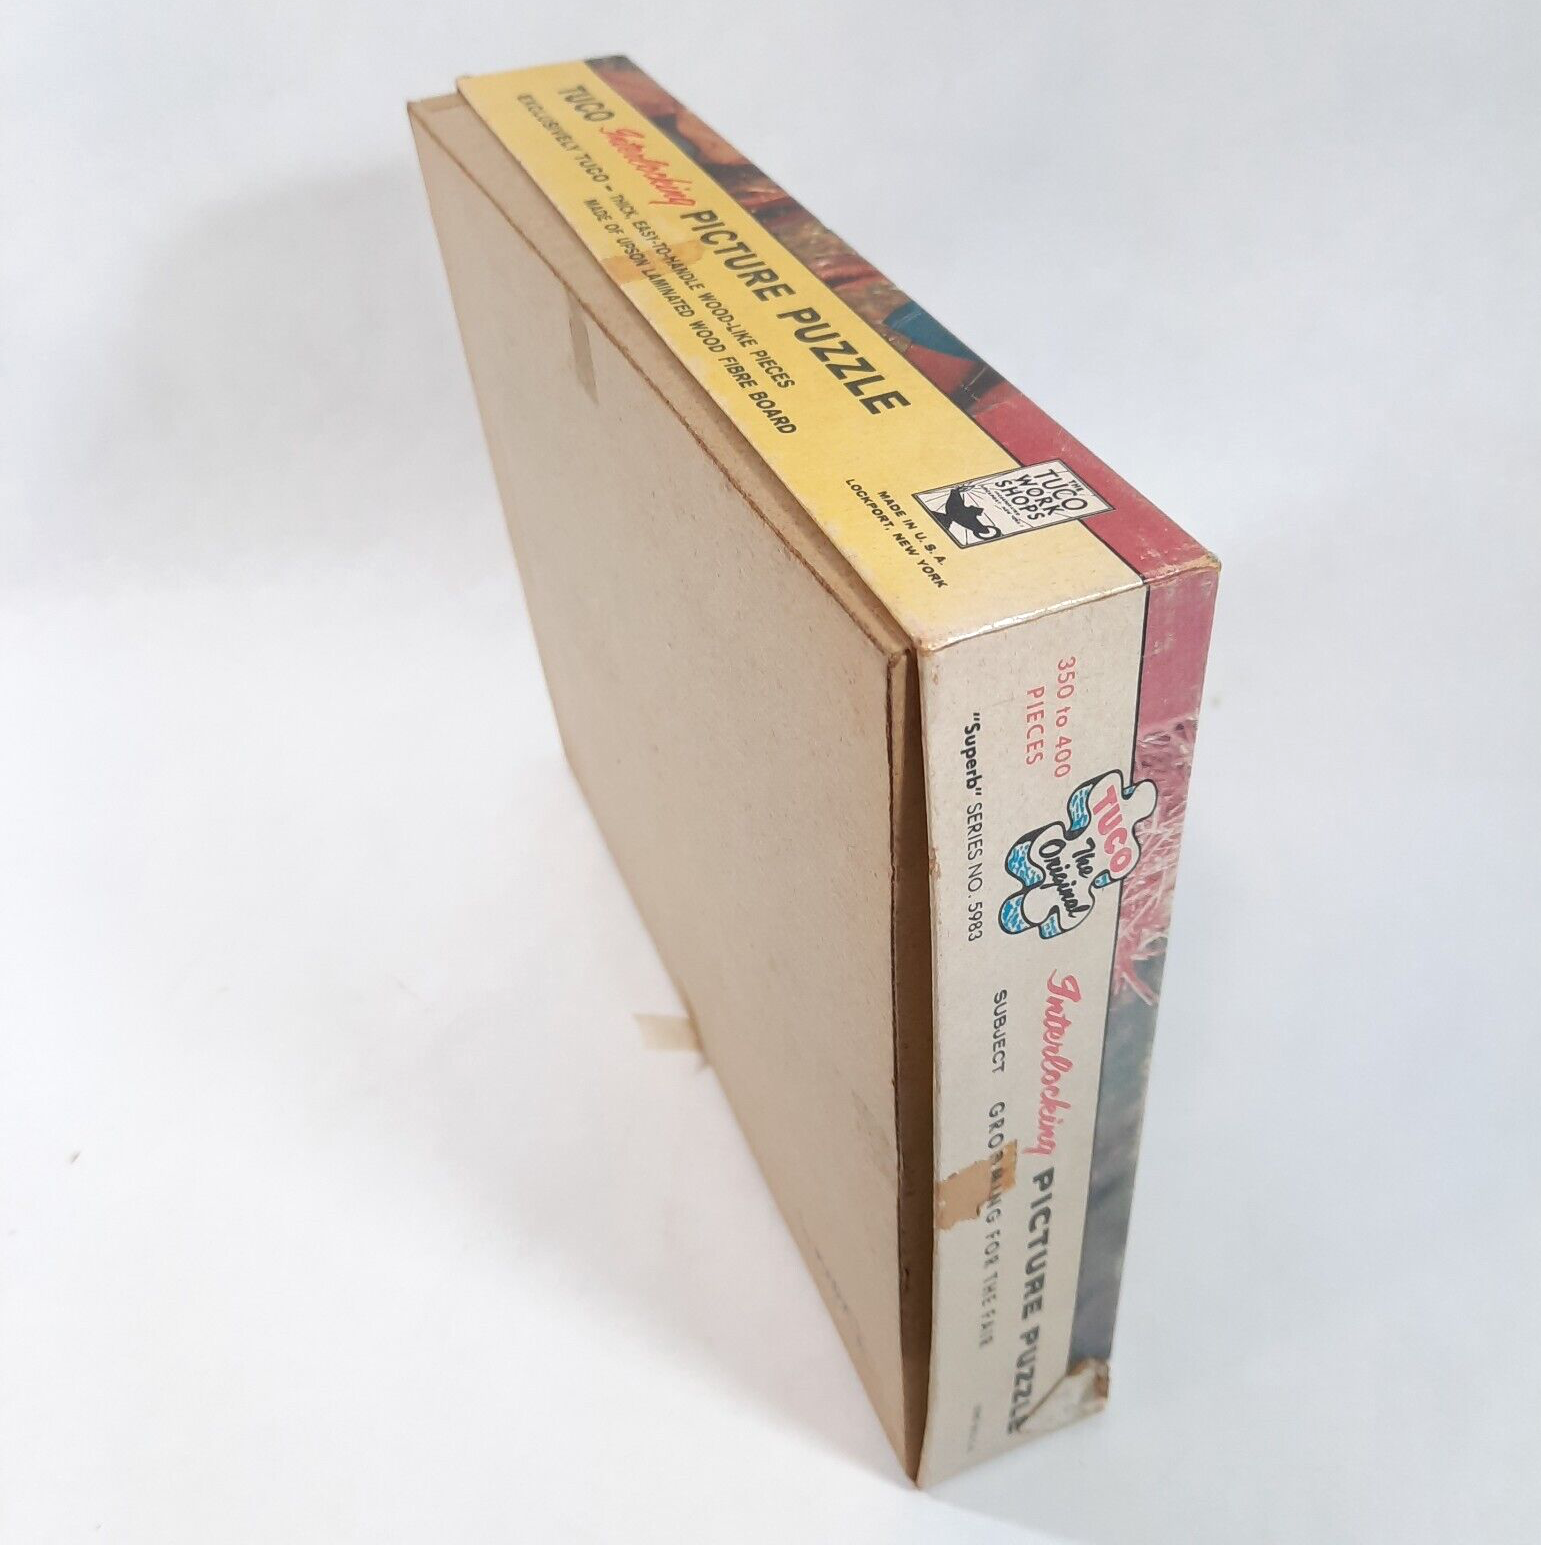 TUCO Interlocking PICTURE PUZZLE
EXCLUSIVELY TUCO - THICK, EASY-TO-HANDLE WOOD-LIKE PIECES
MADE OF UPSON LAMINATED WOOD FIBRE BOARD
THE
TUCO
WORK
SHOPS
MADE IN U. S. A.
LOCKPORT, NEW YORK
350 to 400
PIECES
"Superb" SERIES NO. 5983
TUCO
The
Original
Interlocking PICTURE PUZZLE
SUBJECT GROOMING FOR THE FAIR